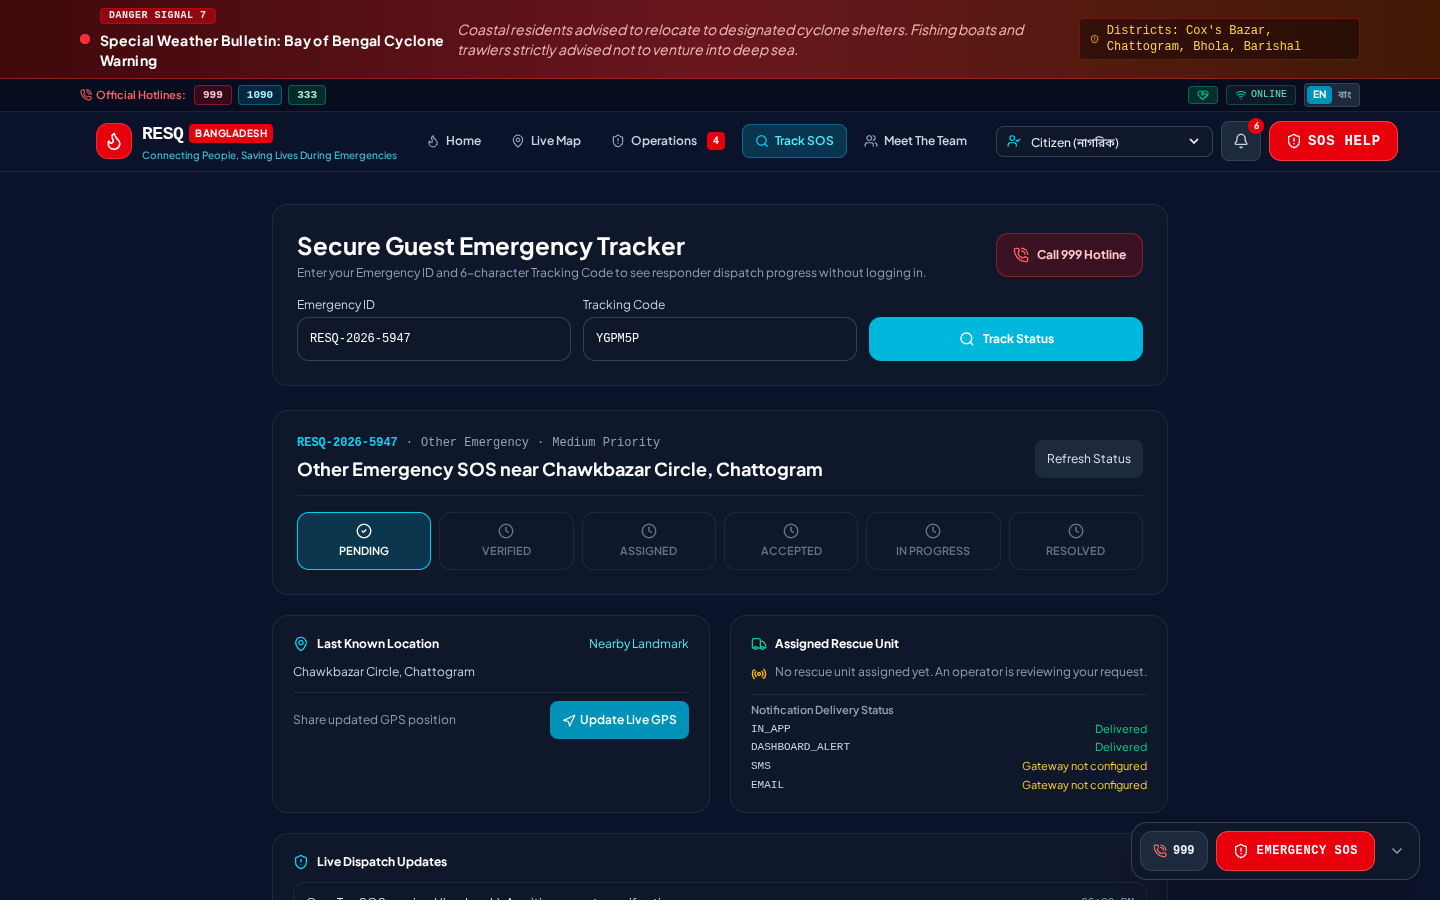 DANGER SIGNAL 7
Special Weather Bulletin: Bay of Bengal Cyclone
Warning
Coastal residents advised to relocate to designated cyclone shelters. Fishing boats and
trawlers strictly advised not to venture into deep sea.
Districts: Cox's Bazar,
Chattogram, Bhola, Barishal
Official Hotlines: 999 1090 333
ONLINE EN বাং
RESQ BANGLADESH
Connecting People, Saving Lives During Emergencies
Home Live Map Operations 4 Track SOS Meet The Team
Citizen (নাগরিক)
6
SOS HELP
Secure Guest Emergency Tracker
Enter your Emergency ID and 6-character Tracking Code to see responder dispatch progress without logging in.
Call 999 Hotline
Emergency ID Tracking Code
RESQ-2026-5947 YGPM5P Track Status
RESQ-2026-5947 · Other Emergency · Medium Priority
Other Emergency SOS near Chawkbazar Circle, Chattogram
Refresh Status
PENDING VERIFIED ASSIGNED ACCEPTED IN PROGRESS RESOLVED
Last Known Location Nearby Landmark
Chawkbazar Circle, Chattogram
Share updated GPS position Update Live GPS
Assigned Rescue Unit
No rescue unit assigned yet. An operator is reviewing your request.
Notification Delivery Status
IN_APP Delivered
DASHBOARD_ALERT Delivered
SMS Gateway not configured
EMAIL Gateway not configured
Live Dispatch Updates
999 EMERGENCY SOS